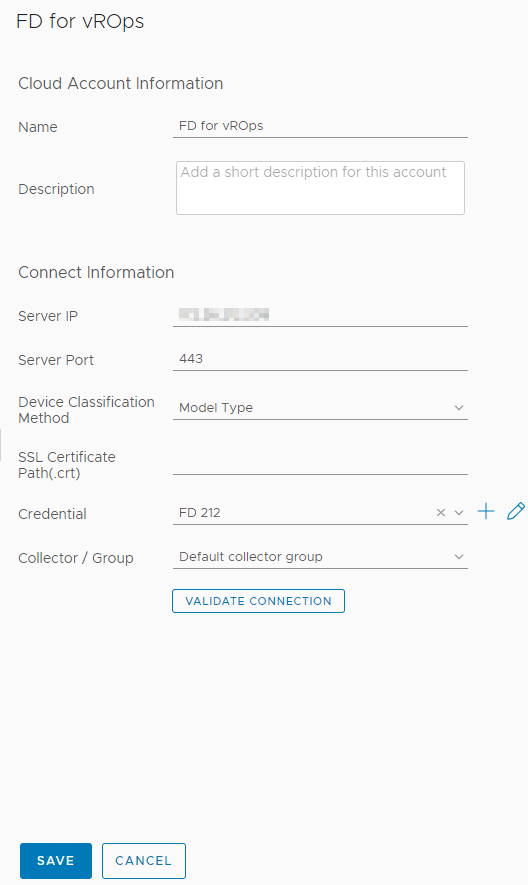 FD for vROps
Cloud Account Information
Name
FD for vROps
Description
Add a short description for this account
Connect Information
Server IP
Server Port
443
Device Classification
Method
Model Type
SSL Certificate
Path(.crt)
Credential
FD 212
Collector / Group
Default collector group
VALIDATE CONNECTION
SAVE
CANCEL